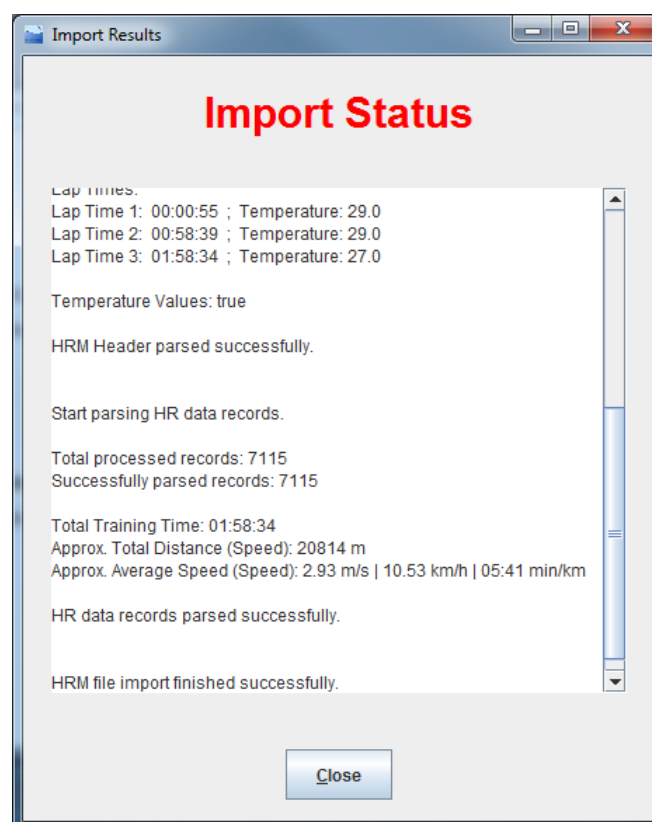 Import Results
Import Status
Lap Times:
Lap Time 1:  00:00:55  ;  Temperature: 29.0
Lap Time 2:  00:58:39  ;  Temperature: 29.0
Lap Time 3:  01:58:34  ;  Temperature: 27.0
Temperature Values: true
HRM Header parsed successfully.
Start parsing HR data records.
Total processed records: 7115
Successfully parsed records: 7115
Total Training Time: 01:58:34
Approx. Total Distance (Speed): 20814 m
Approx. Average Speed (Speed): 2.93 m/s | 10.53 km/h | 05:41 min/km
HR data records parsed successfully.
HRM file import finished successfully.
Close